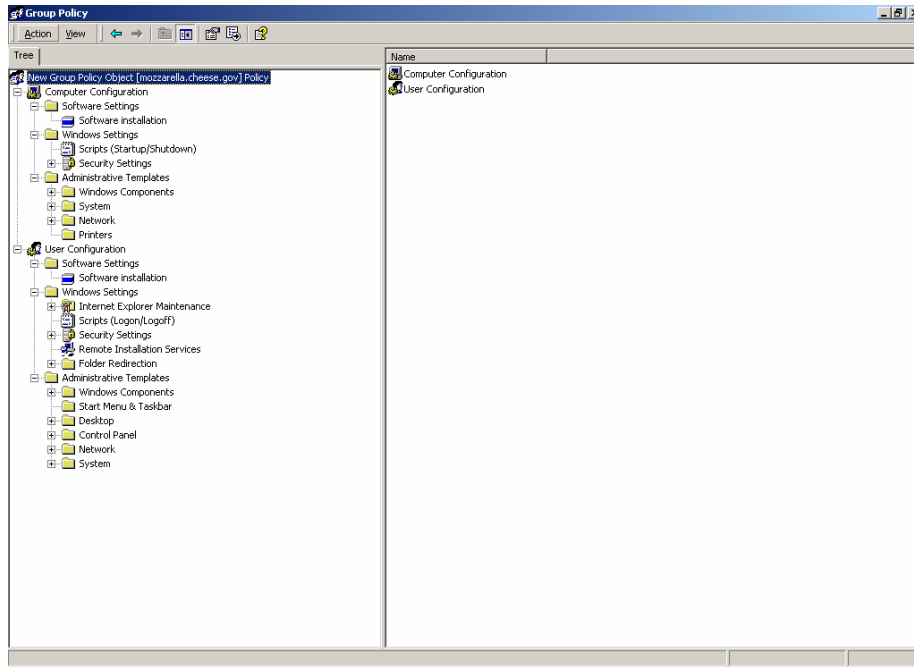 Group Policy
Action View
Tree
New Group Policy Object [mozzarella.cheese.gov] Policy
Computer Configuration
Software Settings
Software installation
Windows Settings
Scripts (Startup/Shutdown)
Security Settings
Administrative Templates
Windows Components
System
Network
Printers
User Configuration
Software Settings
Software installation
Windows Settings
Internet Explorer Maintenance
Scripts (Logon/Logoff)
Security Settings
Remote Installation Services
Folder Redirection
Administrative Templates
Windows Components
Start Menu & Taskbar
Desktop
Control Panel
Network
System
Name
Computer Configuration
User Configuration